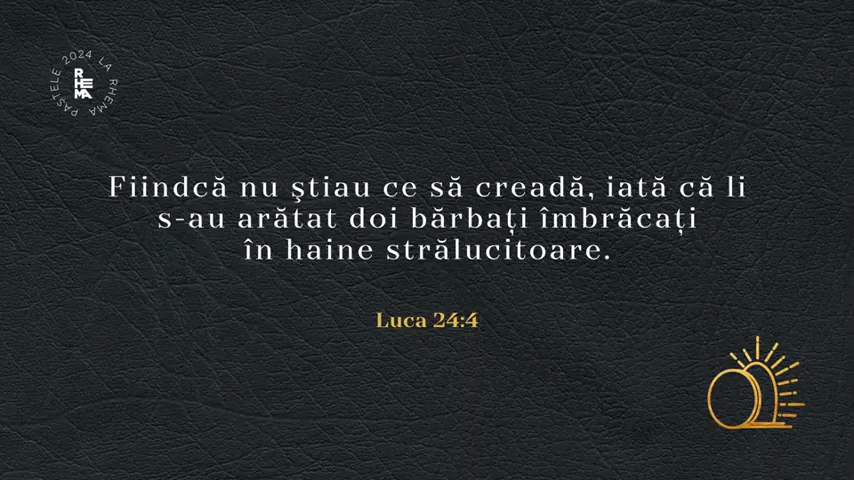 PASTELE 2024 LA RHEMA
RHEMA
Fiindcă nu ştiau ce să creadă, iată că li
s-au arătat doi bărbați îmbrăcați
în haine strălucitoare.
Luca 24:4